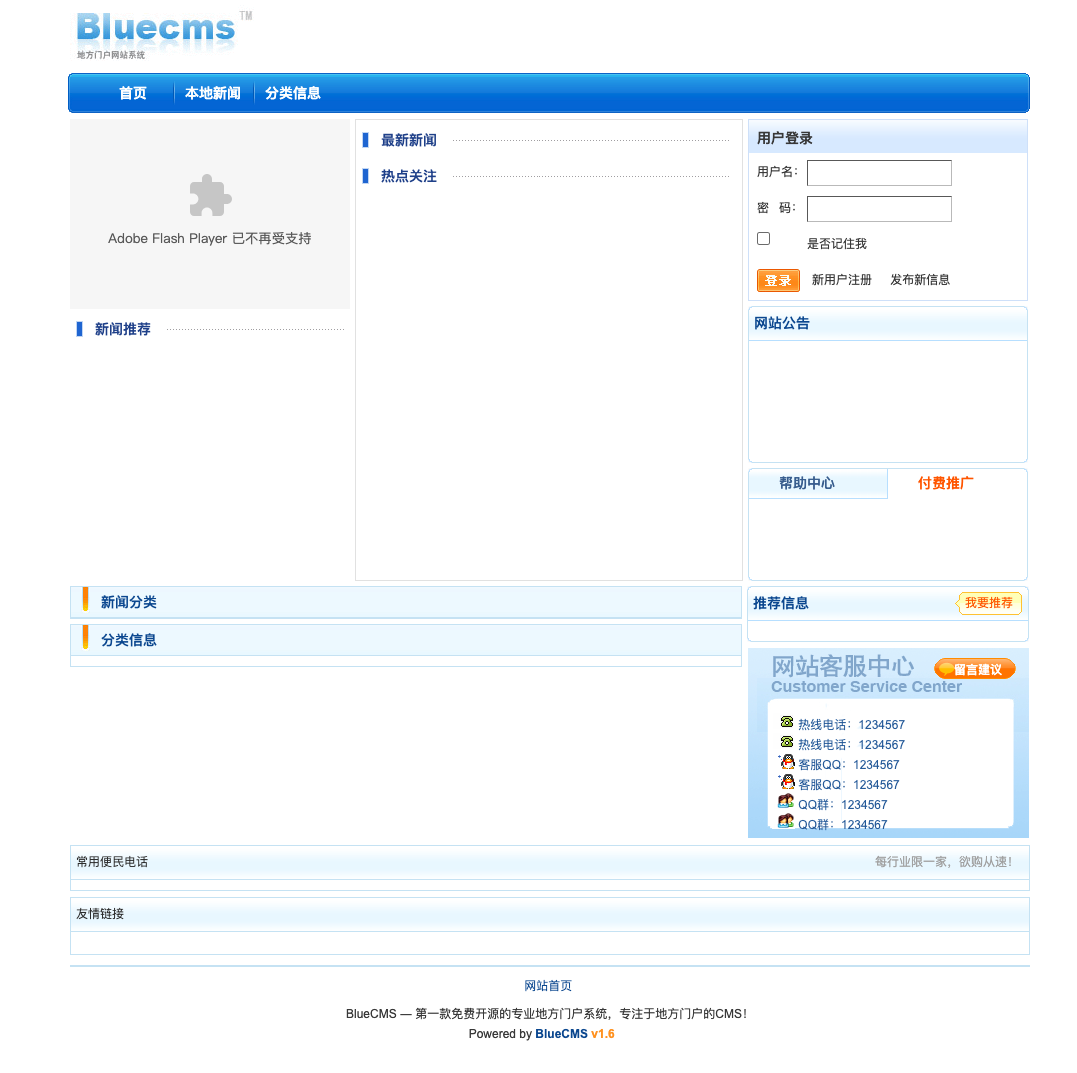 Bluecms TM
地方门户网站系统
首页 本地新闻 分类信息
Adobe Flash Player 已不再受支持
新闻推荐
最新新闻
热点关注
用户登录
用户名：
密 码：
是否记住我
登录 新用户注册 发布新信息
网站公告
帮助中心 付费推广
新闻分类
分类信息
推荐信息 我要推荐
网站客服中心 留言建议
Customer Service Center
热线电话：1234567
热线电话：1234567
客服QQ：1234567
客服QQ：1234567
QQ群：1234567
QQ群：1234567
常用便民电话 每行业限一家，欲购从速！
友情链接
网站首页
BlueCMS — 第一款免费开源的专业地方门户系统，专注于地方门户的CMS！
Powered by BlueCMS v1.6